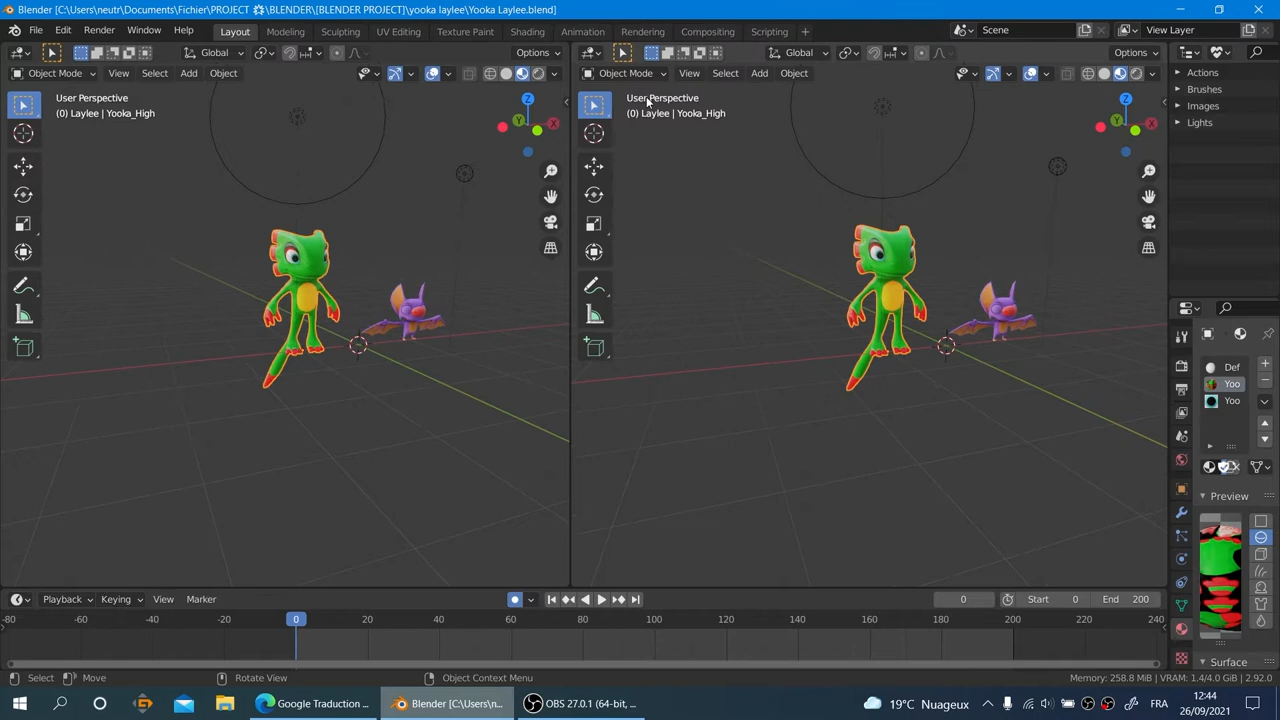 Blender [C:\Users\neutr\Documents\Fichier\PROJECT ⚙\BLENDER\[BLENDER PROJECT]\yooka laylee\Yooka Laylee.blend]
File Edit Render Window Help Layout Modeling Sculpting UV Editing Texture Paint Shading Animation Rendering Compositing Scripting + Scene View Layer
Global Options Global Options
Object Mode View Select Add Object Object Mode View Select Add Object Actions
User Perspective User Perspective Brushes
(0) Laylee | Yooka_High (0) Laylee | Yooka_High Images
Lights
Z Y X Z Y X
Def
Yoo
Yoo
Preview
Playback Keying View Marker 0 Start 0 End 200
-80 -60 -40 -20 0 20 40 60 80 100 120 140 160 180 200 220 240
Surface
Select Move Rotate View Object Context Menu Memory: 258.8 MiB | VRAM: 1.4/4.0 GiB | 2.92.0
Google Traduction Blender [C:\Users\n... OBS 27.0.1 (64-bit, ... 19°C Nuageux FRA 12:44
26/09/2021